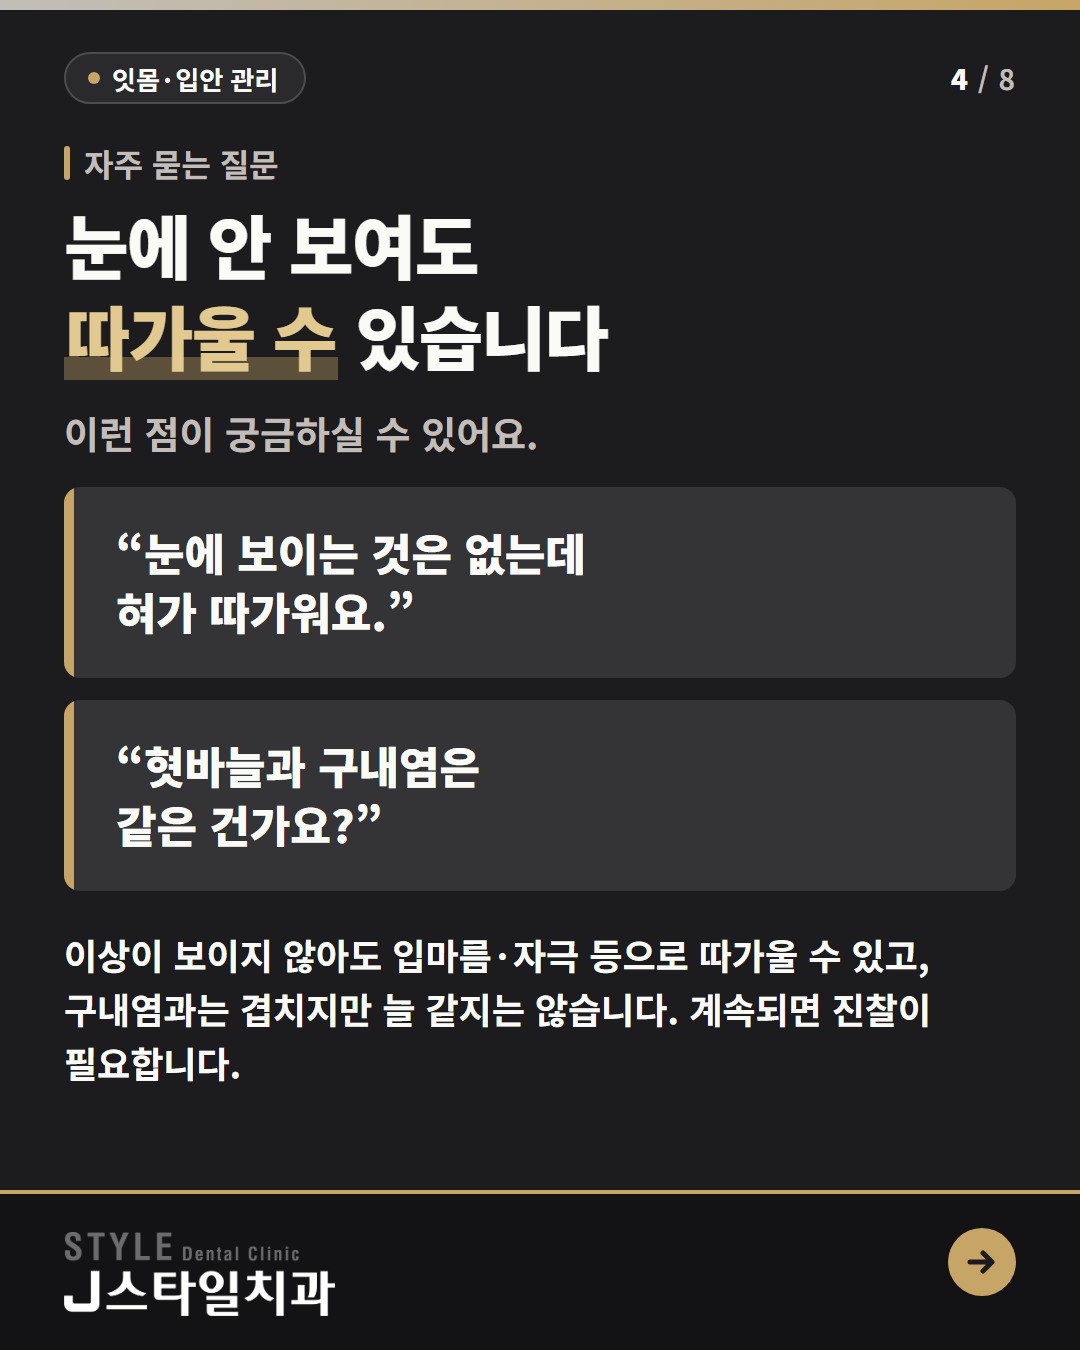 잇몸·입안 관리
4 / 8
자주 묻는 질문
눈에 안 보여도
따가울 수 있습니다
이런 점이 궁금하실 수 있어요.
“눈에 보이는 것은 없는데
혀가 따가워요.”
“혓바늘과 구내염은
같은 건가요?”
이상이 보이지 않아도 입마름·자극 등으로 따가울 수 있고,
구내염과는 겹치지만 늘 같지는 않습니다. 계속되면 진찰이
필요합니다.
STYLE Dental Clinic
J스타일치과